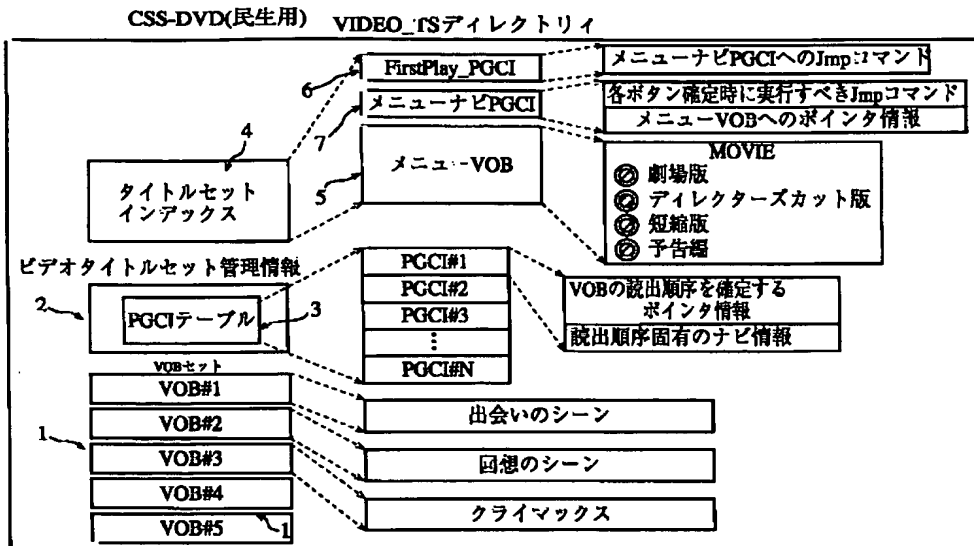 CSS-DVD(民生用)
VIDEO_TSディレクトリィ
6
FirstPlay_PGCI
メニューナビPGCIへのJmpコマンド
7
メニューナビPGCI
各ボタン確定時に実行すべきJmpコマンド
メニューVOBへのポインタ情報
4
タイトルセット
インデックス
5
メニューVOB
MOVIE
劇場版
ディレクターズカット版
短縮版
予告編
ビデオタイトルセット管理情報
2
PGCIテーブル
3
PGCI#1
PGCI#2
PGCI#3
⋮
PGCI#N
VOBの読出順序を確定する
ポインタ情報
読出順序固有のナビ情報
VOBセット
1
VOB#1
VOB#2
VOB#3
VOB#4
VOB#5
1
出会いのシーン
回想のシーン
クライマックス